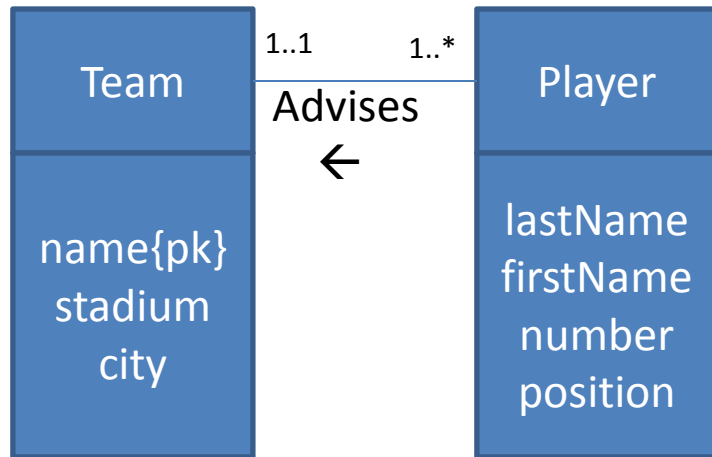 Team
1..1
1..*
Advises
←
Player
name{pk}
stadium
city
lastName
firstName
number
position